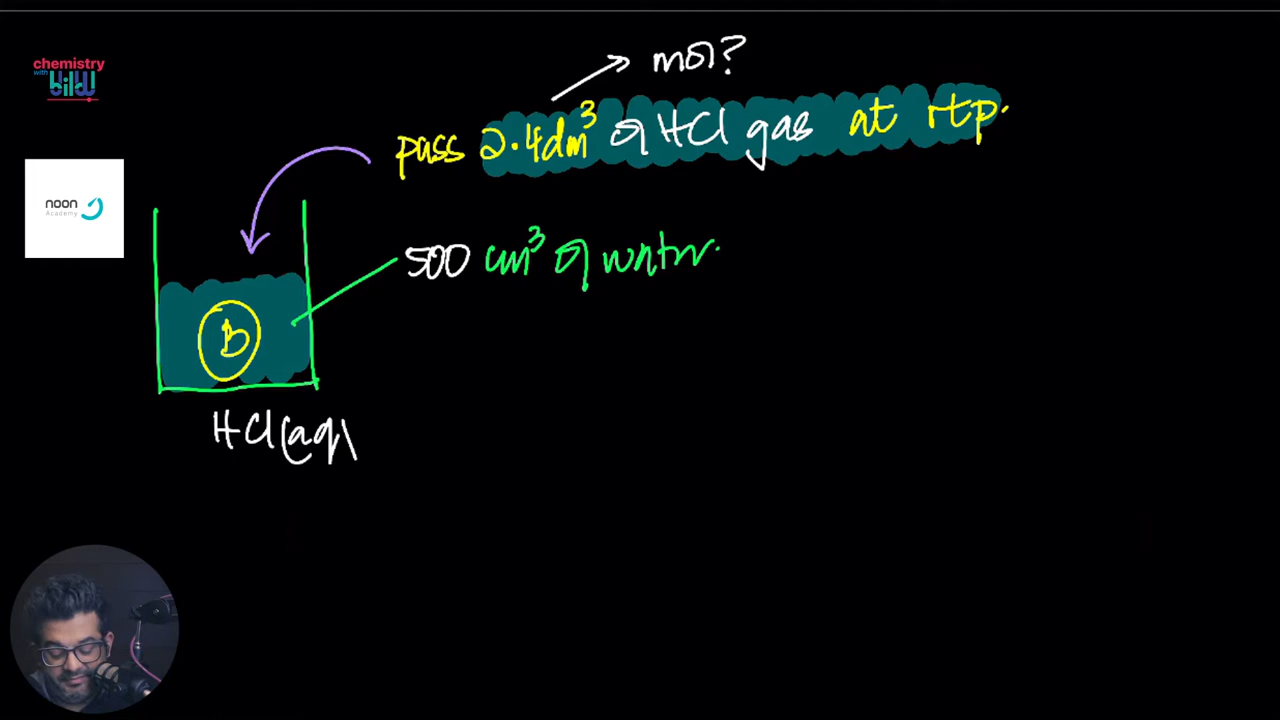 mol?
chemistry
with
bilal
pass 2.4dm³ of HCl gas at rtp.
noon
Academy
500 cm³ of water.
B
HCl(aq)